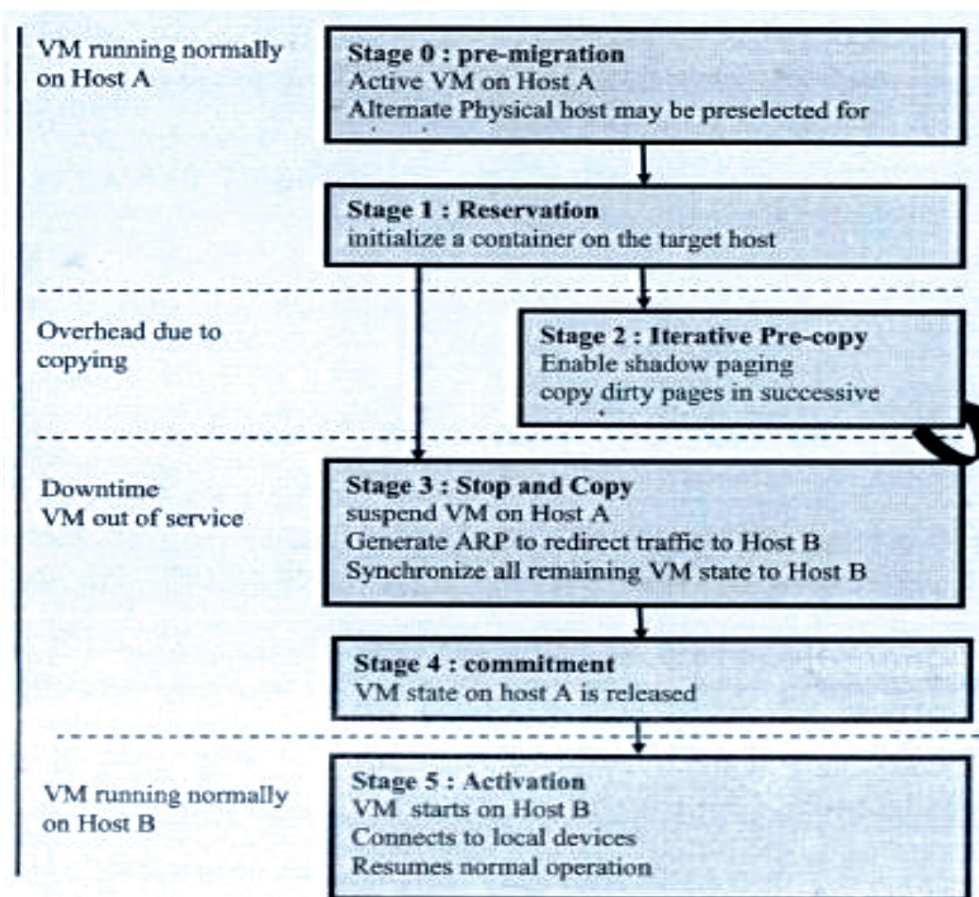 VM running normally
on Host A
Stage 0 : pre-migration
Active VM on Host A
Alternate Physical host may be preselected for
Stage 1 : Reservation
initialize a container on the target host
Overhead due to
copying
Stage 2 : Iterative Pre-copy
Enable shadow paging
copy dirty pages in successive
Downtime
VM out of service
Stage 3 : Stop and Copy
suspend VM on Host A
Generate ARP to redirect traffic to Host B
Synchronize all remaining VM state to Host B
Stage 4 : commitment
VM state on host A is released
VM running normally
on Host B
Stage 5 : Activation
VM starts on Host B
Connects to local devices
Resumes normal operation